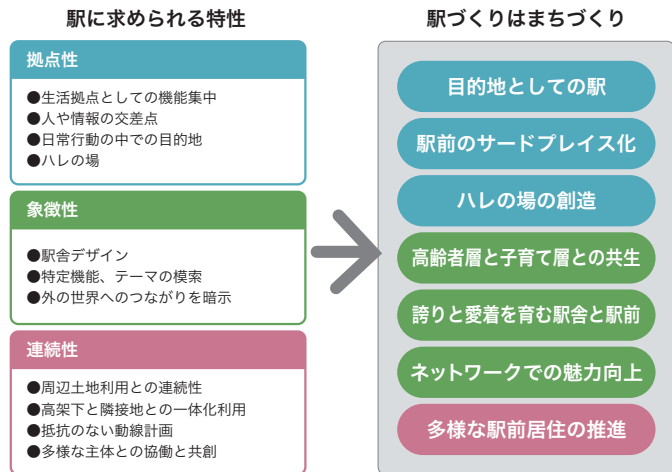 駅に求められる特性
拠点性
●生活拠点としての機能集中
●人や情報の交差点
●日常行動の中での目的地
●ハレの場
象徴性
●駅舎デザイン
●特定機能、テーマの模索
●外の世界へのつながりを暗示
連続性
●周辺土地利用との連続性
●高架下と隣接地との一体化利用
●抵抗のない動線計画
●多様な主体との協働と共創
駅づくりはまちづくり
目的地としての駅
駅前のサードプレイス化
ハレの場の創造
高齢者層と子育て層との共生
誇りと愛着を育む駅舎と駅前
ネットワークでの魅力向上
多様な駅前居住の推進